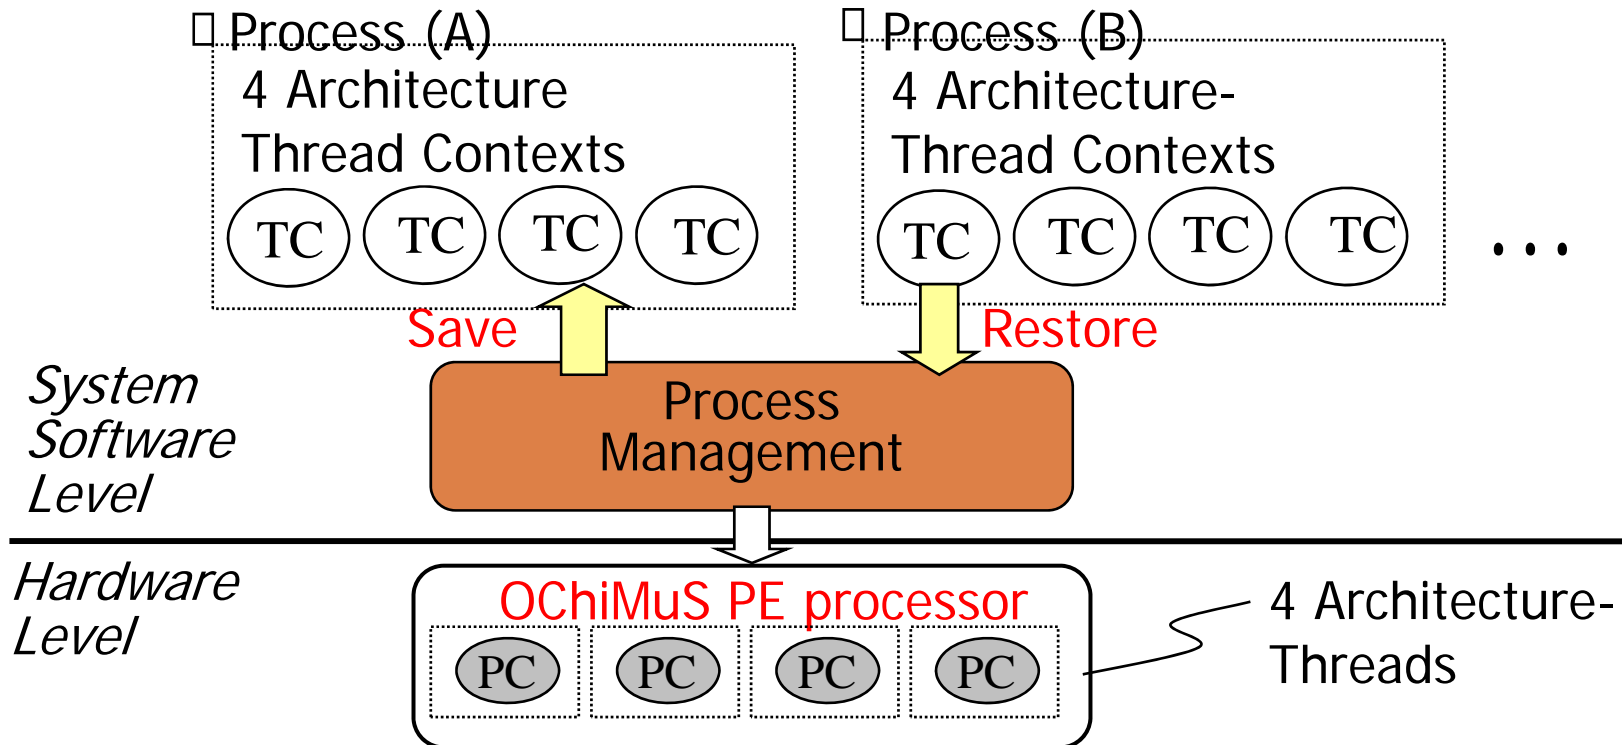 Process (A)
4 Architecture
Thread Contexts
TC TC TC TC
Process (B)
4 Architecture-
Thread Contexts
TC TC TC TC
...
Save
Restore
System
Software
Level
Process
Management
Hardware
Level
OChiMuS PE processor
PC PC PC PC
4 Architecture-
Threads